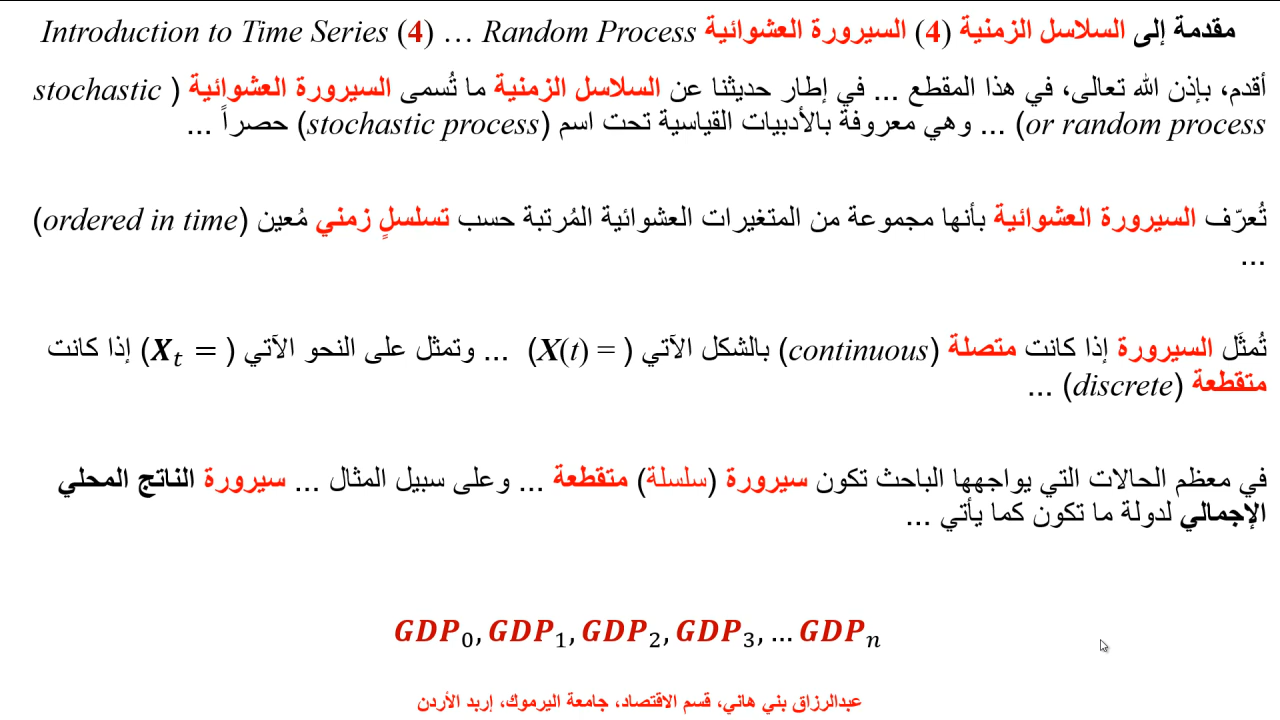 مقدمة إلى السلاسل الزمنية (4) السيرورة العشوائية Introduction to Time Series (4) … Random Process
أقدم، بإذن الله تعالى، في هذا المقطع ... في إطار حديثنا عن السلاسل الزمنية ما تُسمى السيرورة العشوائية (stochastic
or random process) ... وهي معروفة بالأدبيات القياسية تحت اسم (stochastic process) حصراً ...
تُعرّف السيرورة العشوائية بأنها مجموعة من المتغيرات العشوائية المُرتبة حسب تسلسلٍ زمني مُعين (ordered in time)
...
تُمثَل السيرورة إذا كانت متصلة (continuous) بالشكل الآتي (X(t) =) ... وتمثل على النحو الآتي (X_t =) إذا كانت
متقطعة (discrete) ...
في معظم الحالات التي يواجهها الباحث تكون سيرورة (سلسلة) متقطعة ... وعلى سبيل المثال ... سيرورة الناتج المحلي
الإجمالي لدولة ما تكون كما يأتي ...
GDP_0, GDP_1, GDP_2, GDP_3, … GDP_n
عبدالرزاق بني هاني، قسم الاقتصاد، جامعة اليرموك، إربد الأردن